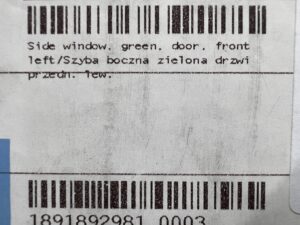 Side window, green, door, front
left/Szyba boczna zielona drzwi
przedn. lew.
1891892981 0003